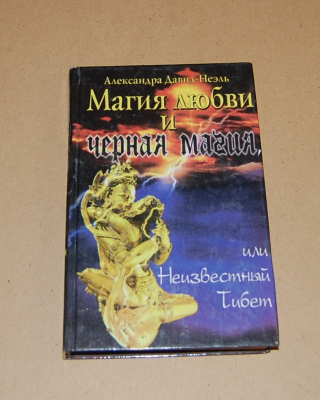 Александра Давид-Неэль
Магия любви
и
черная магия,
или
Неизвестный
Тибет